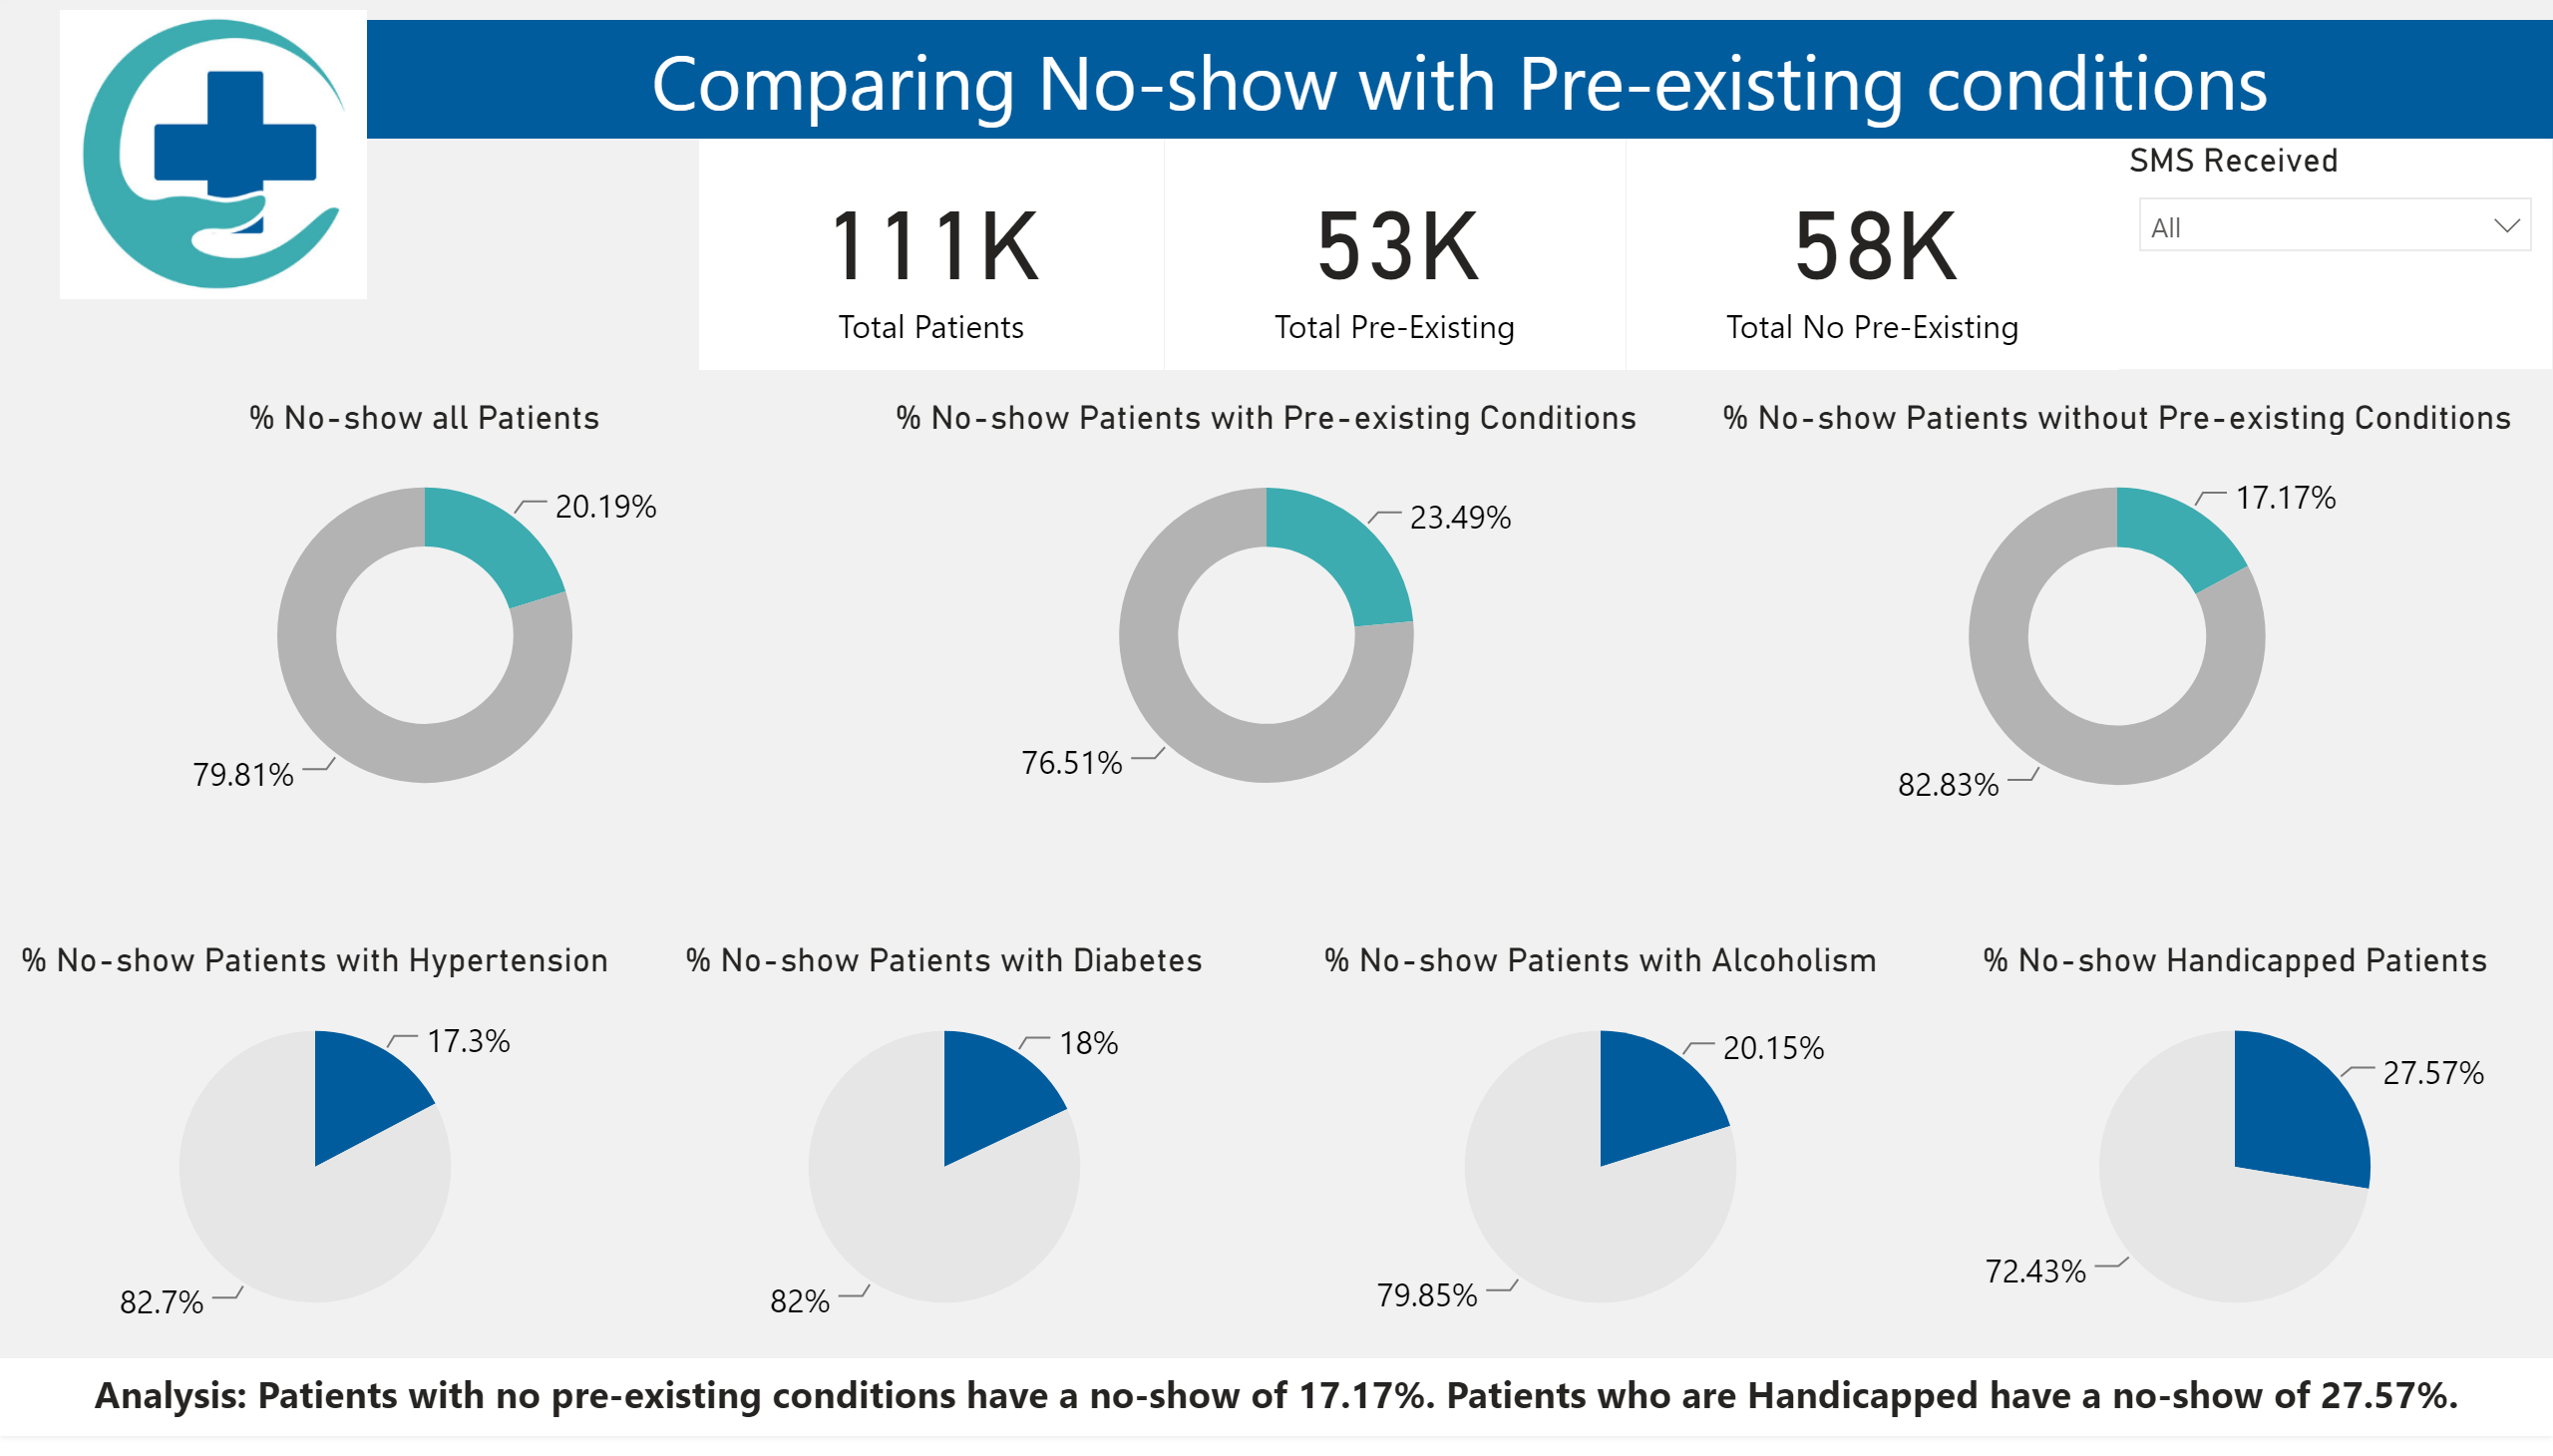 Comparing No-show with Pre-existing conditions
SMS Received
All
111K
Total Patients
53K
Total Pre-Existing
58K
Total No Pre-Existing
% No-show all Patients
20.19%
79.81%
% No-show Patients with Pre-existing Conditions
23.49%
76.51%
% No-show Patients without Pre-existing Conditions
17.17%
82.83%
% No-show Patients with Hypertension
17.3%
82.7%
% No-show Patients with Diabetes
18%
82%
% No-show Patients with Alcoholism
20.15%
79.85%
% No-show Handicapped Patients
27.57%
72.43%
Analysis: Patients with no pre-existing conditions have a no-show of 17.17%. Patients who are Handicapped have a no-show of 27.57%.